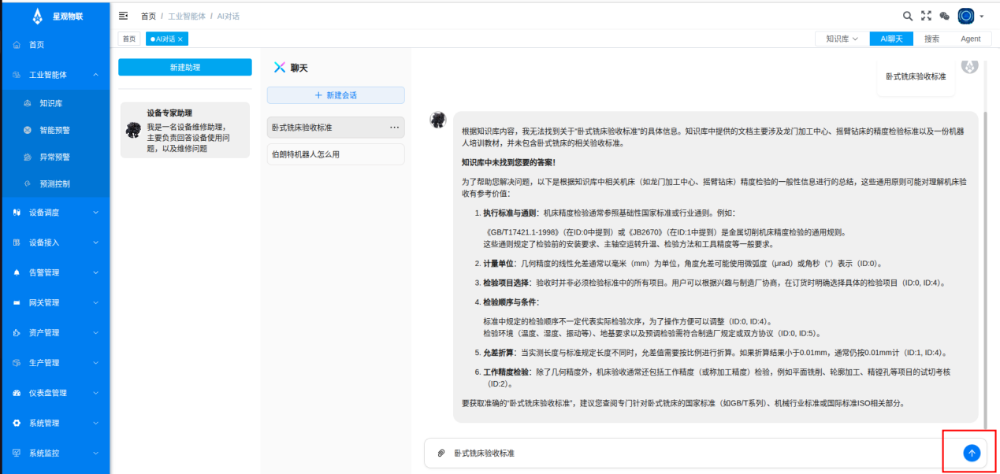 星观物联
首页 / 工业智能体 / AI对话
首页
AI对话 ×
知识库
AI聊天
搜索
Agent
首页
工业智能体
知识库
智能预警
异常预警
预测控制
设备调度
设备接入
告警管理
网关管理
资产管理
生产管理
仪表盘管理
系统管理
系统监控
新建助理
设备专家助理
我是一名设备维修助理，
主要负责回答设备使用问
题，以及维修问题
聊天
+ 新建会话
卧式铣床验收标准 ...
伯朗特机器人怎么用
卧式铣床验收标准
根据知识库内容，我无法找到关于“卧式铣床验收标准”的具体信息。知识库中提供的文档主要涉及龙门加工中心、摇臂钻床的精度检验标准以及一份机器
人培训教材，并未包含卧式铣床的相关验收标准。
知识库中未找到您要的答案！
为了帮助您解决问题，以下是根据知识库中相关机床（如龙门加工中心、摇臂钻床）精度检验的一般性信息进行的总结，这些通用原则可能对理解机床验
收有参考价值：
1. 执行标准与通则：机床精度检验通常参照基础性国家标准或行业通则。例如：
《GB/T17421.1-1998》（在ID:0中提到）或《JB2670》（在ID:1中提到）是金属切削机床精度检验的通用规则。
这些通则规定了检验前的安装要求、主轴空运转升温、检验方法和工具精度等一般要求。
2. 计量单位：几何精度的线性允差通常以毫米（mm）为单位，角度允差可能使用微弧度（μrad）或角秒（″）表示（ID:0）。
3. 检验项目选择：验收时并非必须检验标准中的所有项目。用户可以根据兴趣与制造厂协商，在订货时明确选择具体的检验项目（ID:0, ID:4）。
4. 检验顺序与条件：
标准中规定的检验顺序不一定代表实际检验次序，为了操作方便可以调整（ID:0, ID:4）。
检验环境（温度、湿度、振动等）、地基要求以及预调检验需符合制造厂规定或双方协议（ID:0, ID:5）。
5. 允差折算：当实测长度与标准规定长度不同时，允差值需要按比例进行折算。如果折算结果小于0.01mm，通常仍按0.01mm计（ID:1, ID:4）。
6. 工作精度检验：除了几何精度外，机床验收通常还包括工作精度（或称加工精度）检验，例如平面铣削、轮廓加工、精镗孔等项目的试切考核
（ID:2）。
要获取准确的“卧式铣床验收标准”，建议您查阅专门针对卧式铣床的国家标准（如GB/T系列）、机械行业标准或国际标准ISO相关部分。
卧式铣床验收标准